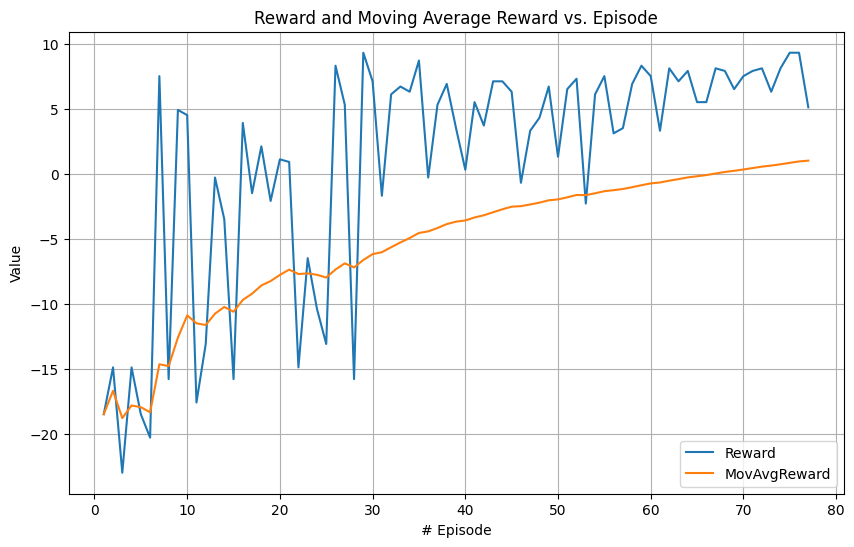 Reward and Moving Average Reward vs. Episode
10
5
0
−5
−10
−15
−20
Value
0 10 20 30 40 50 60 70 80
# Episode
Reward
MovAvgReward